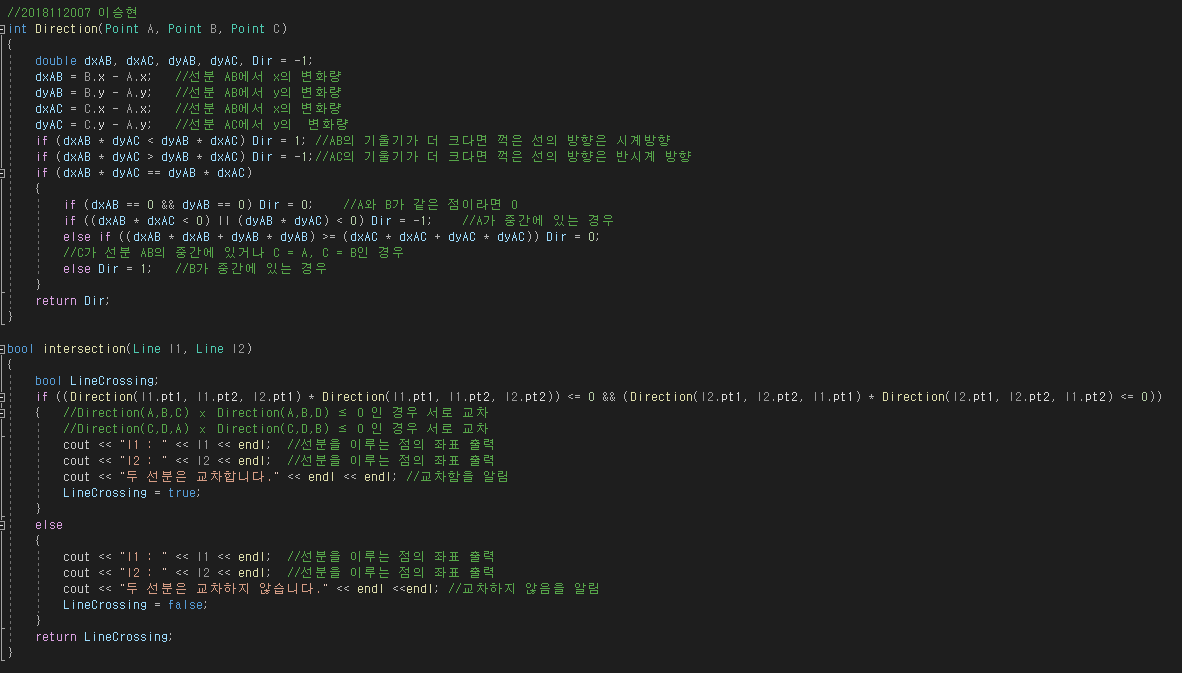 //2018112007 이승현
int Direction(Point A, Point B, Point C)
{
    double dxAB, dxAC, dyAB, dyAC, Dir = -1;
    dxAB = B.x - A.x;   //선분 AB에서 x의 변화량
    dyAB = B.y - A.y;   //선분 AB에서 y의 변화량
    dxAC = C.x - A.x;   //선분 AB에서 x의 변화량
    dyAC = C.y - A.y;   //선분 AC에서 y의  변화량
    if (dxAB * dyAC < dyAB * dxAC) Dir = 1; //AB의 기울기가 더 크다면 꺽은 선의 방향은 시계방향
    if (dxAB * dyAC > dyAB * dxAC) Dir = -1;//AC의 기울기가 더 크다면 꺽은 선의 방향은 반시계 방향
    if (dxAB * dyAC == dyAB * dxAC)
    {
        if (dxAB == 0 && dyAB == 0) Dir = 0;    //A와 B가 같은 점이라면 0
        if ((dxAB * dxAC < 0) || (dyAB * dyAC) < 0) Dir = -1;    //A가 중간에 있는 경우
        else if ((dxAB * dxAB + dyAB * dyAB) >= (dxAC * dxAC + dyAC * dyAC)) Dir = 0;
        //C가 선분 AB의 중간에 있거나 C = A, C = B인 경우
        else Dir = 1;   //B가 중간에 있는 경우
    }
    return Dir;
}

bool intersection(Line l1, Line l2)
{
    bool LineCrossing;
    if ((Direction(l1.pt1, l1.pt2, l2.pt1) * Direction(l1.pt1, l1.pt2, l2.pt2)) <= 0 && (Direction(l2.pt1, l2.pt2, l1.pt1) * Direction(l2.pt1, l2.pt2, l1.pt2) <= 0))
    {   //Direction(A,B,C) x Direction(A,B,D) ≤ 0 인 경우 서로 교차
        //Direction(C,D,A) x Direction(C,D,B) ≤ 0 인 경우 서로 교차
        cout << "l1 : " << l1 << endl;  //선분을 이루는 점의 좌표 출력
        cout << "l2 : " << l2 << endl;  //선분을 이루는 점의 좌표 출력
        cout << "두 선분은 교차합니다." << endl << endl; //교차함을 알림
        LineCrossing = true;
    }
    else
    {
        cout << "l1 : " << l1 << endl;  //선분을 이루는 점의 좌표 출력
        cout << "l2 : " << l2 << endl;  //선분을 이루는 점의 좌표 출력
        cout << "두 선분은 교차하지 않습니다." << endl <<endl; //교차하지 않음을 알림
        LineCrossing = false;
    }
    return LineCrossing;
}